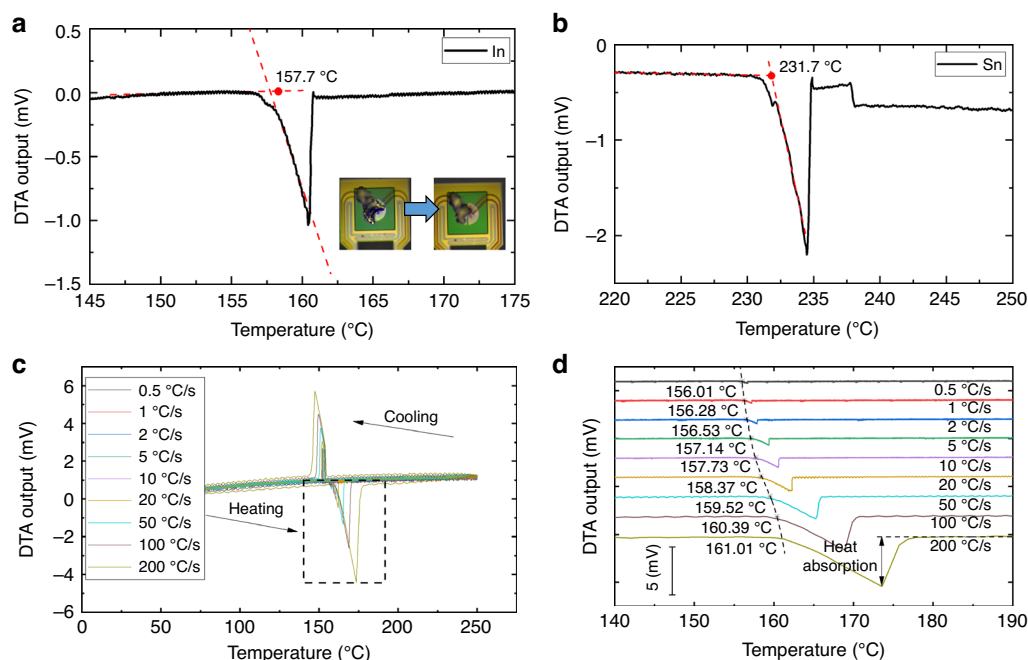 a
0.5
0.0
−0.5
−1.0
−1.5
DTA output (mV)
In
157.7 °C
145 150 155 160 165 170 175
Temperature (°C)
b
0
−1
−2
DTA output (mV)
Sn
231.7 °C
220 225 230 235 240 245 250
Temperature (°C)
c
6
4
2
0
−2
−4
−6
DTA output (mV)
0.5 °C/s
1 °C/s
2 °C/s
5 °C/s
10 °C/s
20 °C/s
50 °C/s
100 °C/s
200 °C/s
Cooling
Heating
0 50 100 150 200 250
Temperature (°C)
d
DTA output (mV)
156.01 °C 0.5 °C/s
156.28 °C 1 °C/s
156.53 °C 2 °C/s
157.14 °C 5 °C/s
157.73 °C 10 °C/s
158.37 °C 20 °C/s
159.52 °C 50 °C/s
160.39 °C 100 °C/s
161.01 °C 200 °C/s
Heat
absorption
5 (mV)
140 150 160 170 180 190
Temperature (°C)